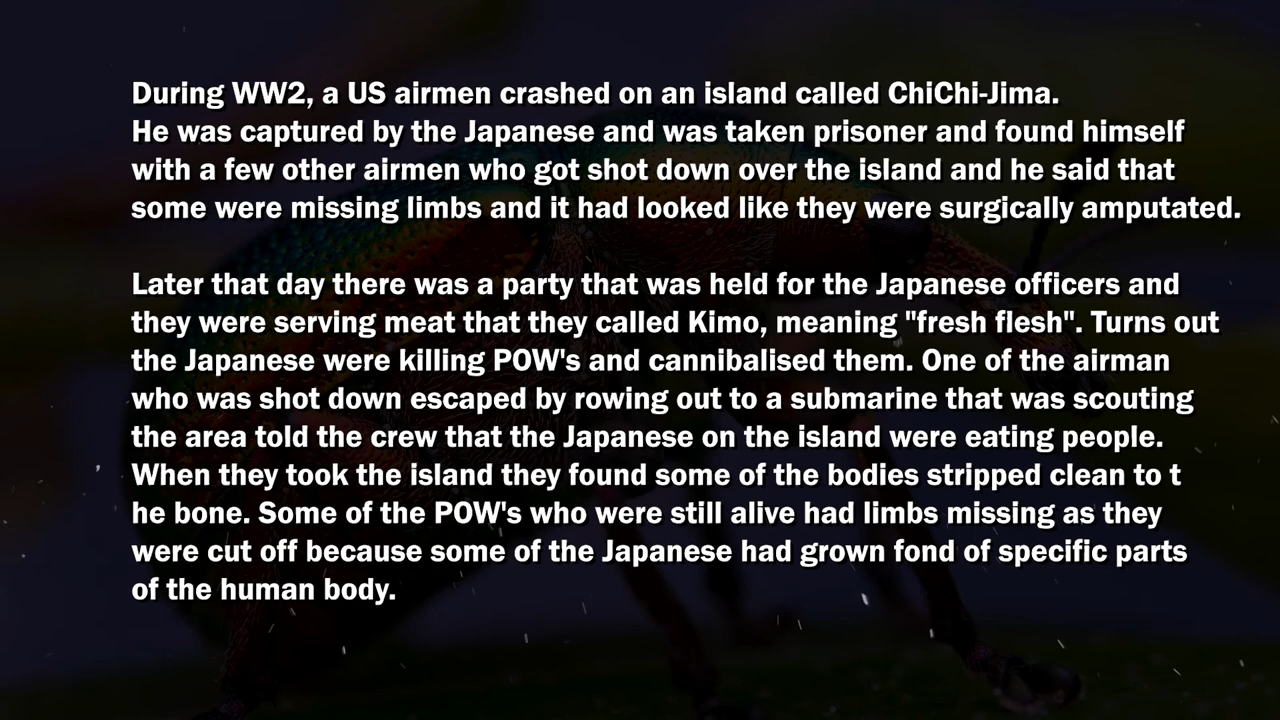 During WW2, a US airmen crashed on an island called ChiChi-Jima.
He was captured by the Japanese and was taken prisoner and found himself
with a few other airmen who got shot down over the island and he said that
some were missing limbs and it had looked like they were surgically amputated.
Later that day there was a party that was held for the Japanese officers and
they were serving meat that they called Kimo, meaning "fresh flesh". Turns out
the Japanese were killing POW's and cannibalised them. One of the airman
who was shot down escaped by rowing out to a submarine that was scouting
the area told the crew that the Japanese on the island were eating people.
When they took the island they found some of the bodies stripped clean to t
he bone. Some of the POW's who were still alive had limbs missing as they
were cut off because some of the Japanese had grown fond of specific parts
of the human body.